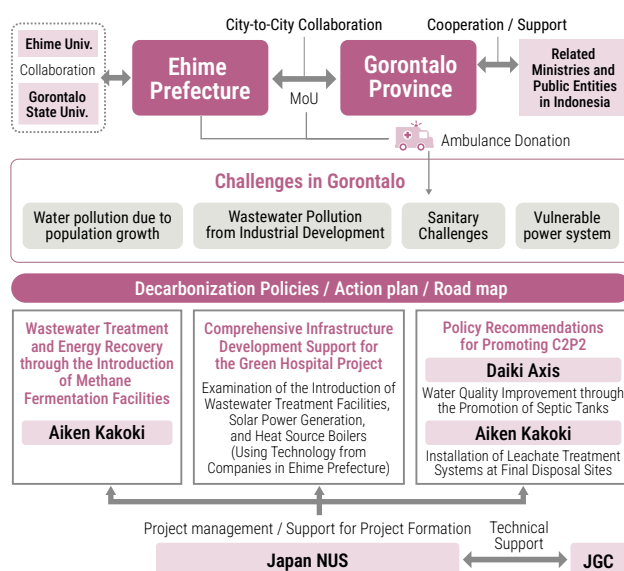 City-to-City Collaboration
Cooperation / Support
Ehime Univ.
Collaboration
Gorontalo
State Univ.
Ehime
Prefecture
MoU
Gorontalo
Province
Related
Ministries and
Public Entities
in Indonesia
Ambulance Donation
Challenges in Gorontalo
Water pollution due to
population growth
Wastewater Pollution
from Industrial Development
Sanitary
Challenges
Vulnerable
power system
Decarbonization Policies / Action plan / Road map
Wastewater Treatment
and Energy Recovery
through the Introduction
of Methane
Fermentation Facilities
Aiken Kakoki
Comprehensive Infrastructure
Development Support for
the Green Hospital Project
Examination of the Introduction of
Wastewater Treatment Facilities,
Solar Power Generation,
and Heat Source Boilers
(Using Technology from
Companies in Ehime Prefecture)
Policy Recommendations
for Promoting C2P2
Daiki Axis
Water Quality Improvement through
the Promotion of Septic Tanks
Aiken Kakoki
Installation of Leachate Treatment
Systems at Final Disposal Sites
Project management / Support for Project Formation
Japan NUS
Technical
Support
JGC